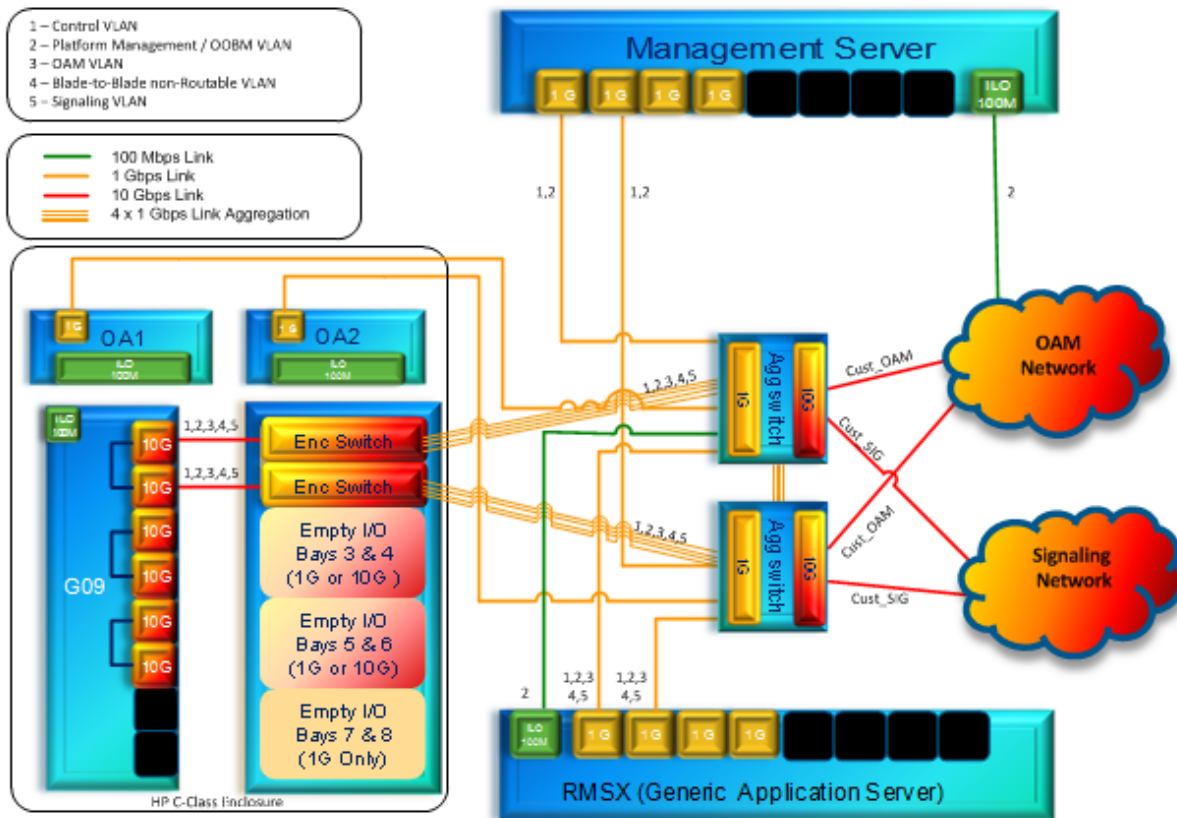 1 – Control VLAN
2 – Platform Management / OOBM VLAN
3 – OAM VLAN
4 – Blade-to-Blade non-Routable VLAN
5 – Signaling VLAN
100 Mbps Link
1 Gbps Link
10 Gbps Link
4 x 1 Gbps Link Aggregation
Management Server
1 G
1 G
1 G
1 G
ILO
100M
1,2
1,2
2
1G
OA1
ILO
100M
1G
OA2
ILO
100M
ILO
100M
G09
10G
10G
10G
10G
10G
10G
1,2,3,4,5
1,2,3,4,5
Enc Switch
Enc Switch
Empty I/O
Bays 3 & 4
(1G or 10G )
Empty I/O
Bays 5 & 6
(1G or 10G)
Empty I/O
Bays 7 & 8
(1G Only)
HP C-Class Enclosure
1,2,3,4,5
1,2,3,4,5
1G
Agg switch
10G
1G
Agg switch
10G
Cust_OAM
Cust_SIG
Cust_OAM
Cust_SIG
OAM
Network
Signaling
Network
2
1,2,3
4,5
1,2,3
4,5
ILO
100M
1 G
1 G
1 G
1 G
RMSX (Generic Application Server)